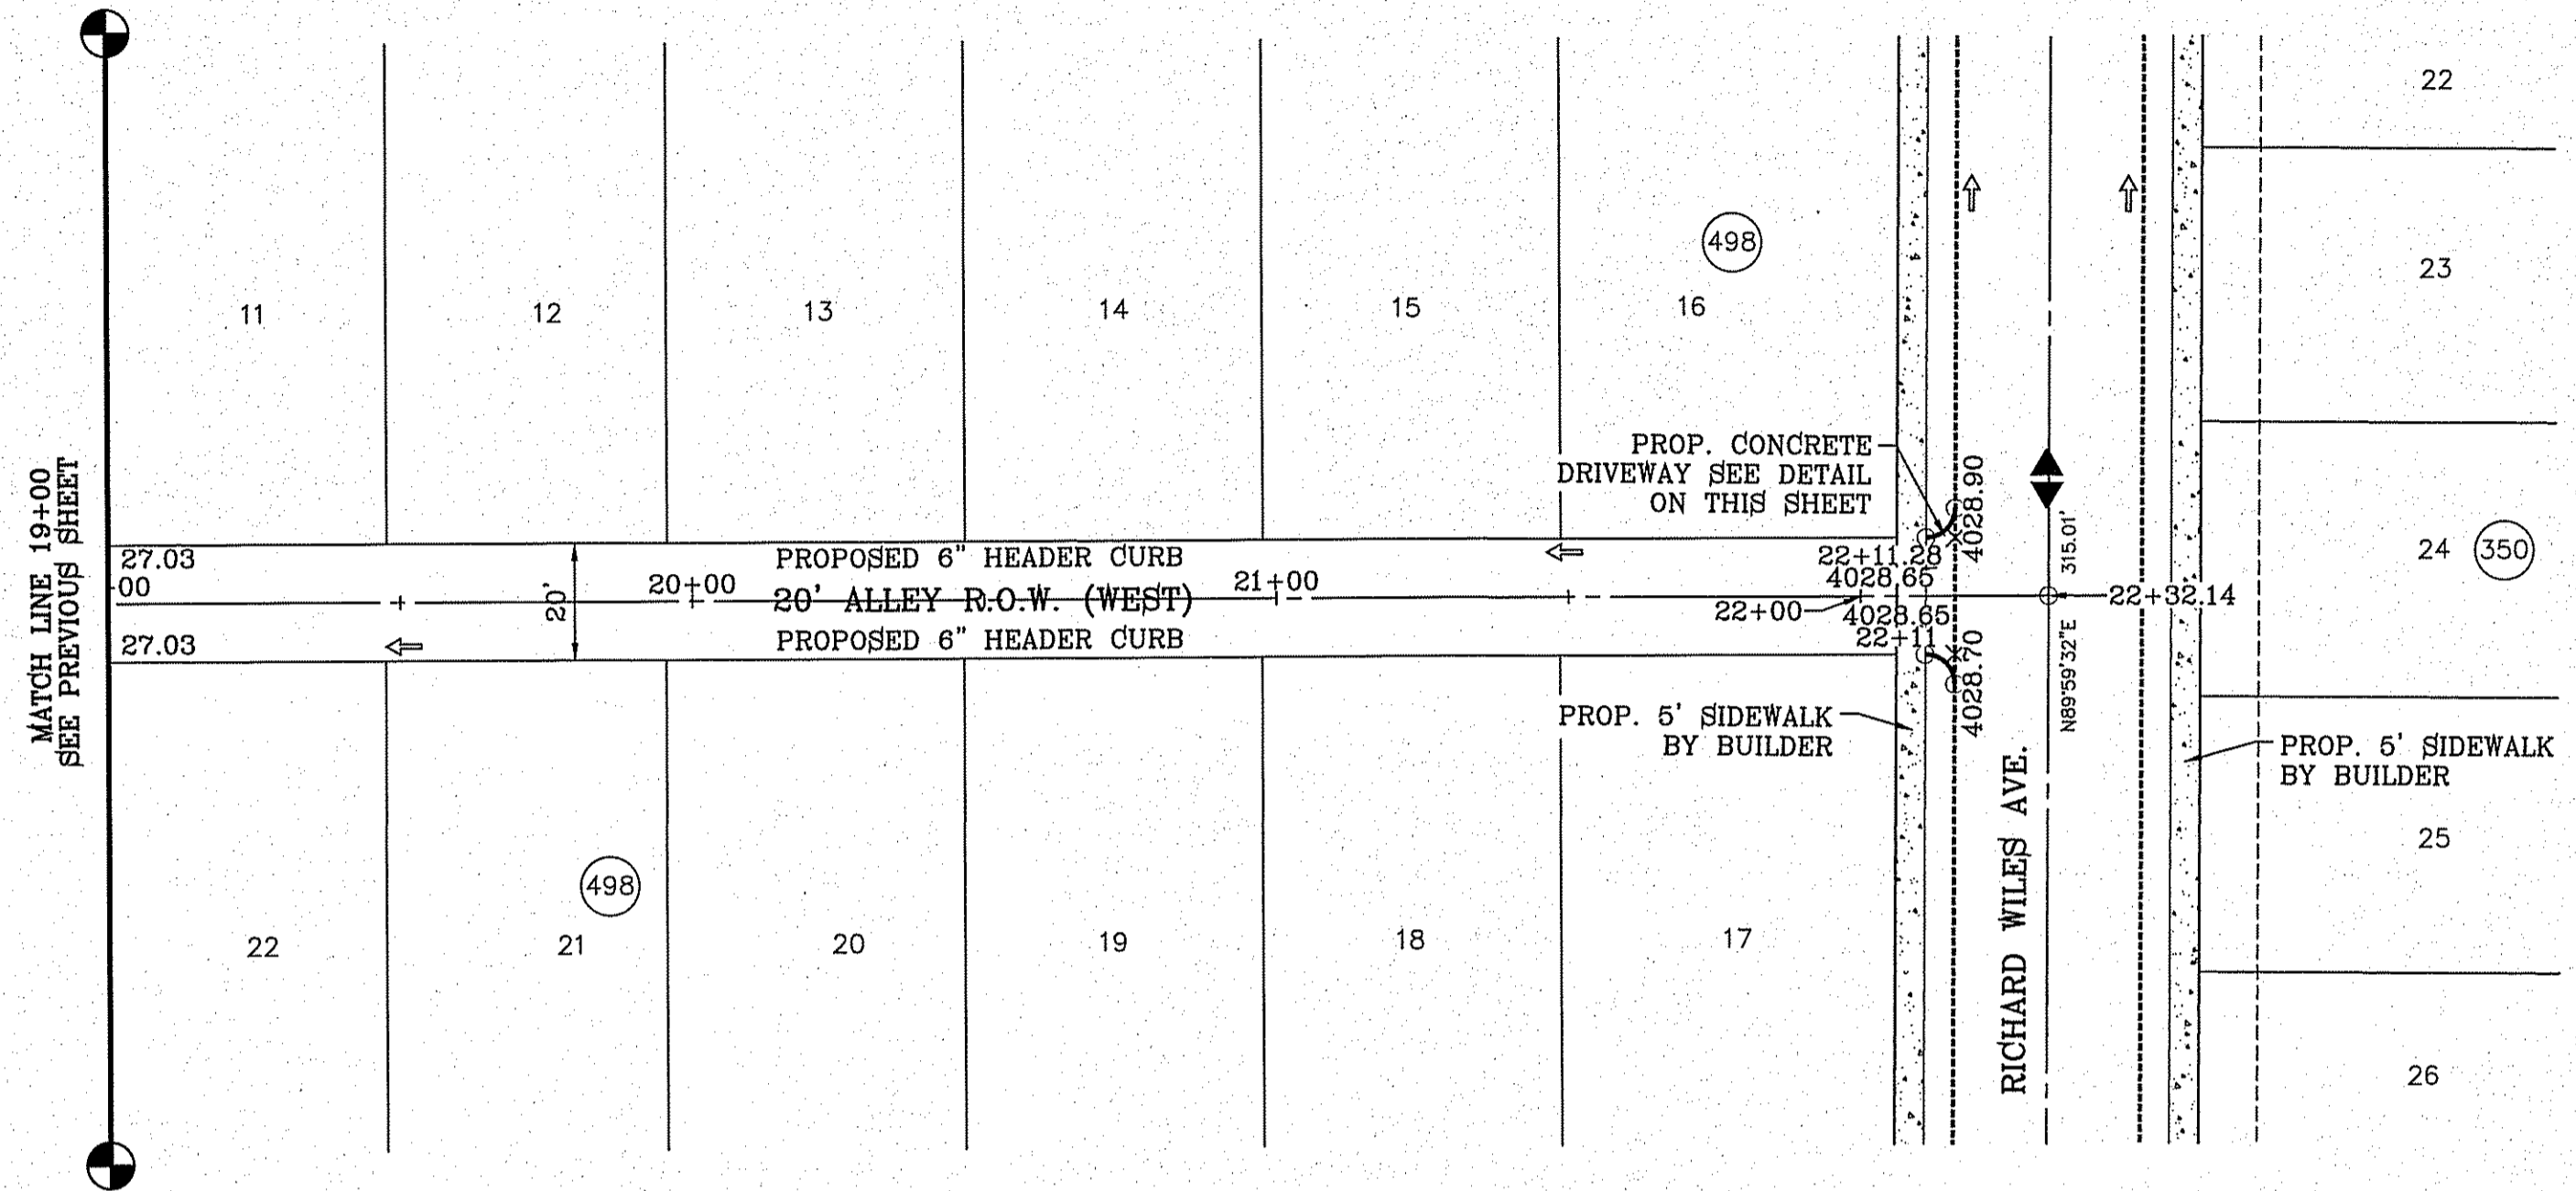 22
498
23
11
12
13
14
15
16
PROP. CONCRETE
DRIVEWAY SEE DETAIL
ON THIS SHEET
4028.90
MATCH LINE 19+00
SEE PREVIOUS SHEET
27.03
00
27.03
20'
PROPOSED 6" HEADER CURB
20+00
20' ALLEY R.O.W. (WEST)
21+00
PROPOSED 6" HEADER CURB
22+11.28
4028.65
22+00
4028.65
22+11
4028.70
315.01'
N89°59'32"E
22+32.14
24
350
PROP. 5' SIDEWALK
BY BUILDER
RICHARD WILES AVE.
PROP. 5' SIDEWALK
BY BUILDER
25
498
22
21
20
19
18
17
26